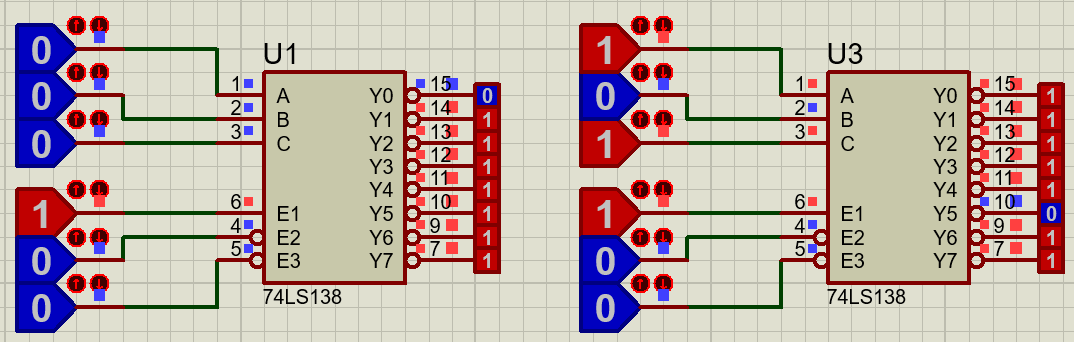 0 U1 1 U3
1 15 1 15
0 A Y0 0 0 A Y0 1
2 14 2 14
B Y1 1 B Y1 1
3 13 3 13
0 C Y2 1 1 C Y2 1
12 12
Y3 1 Y3 1
11 11
Y4 1 Y4 1
6 10 6 10
1 E1 Y5 1 1 E1 Y5 0
4 9 4 9
E2 Y6 1 E2 Y6 1
5 7 5 7
0 E3 Y7 1 0 E3 Y7 1
0 74LS138 0 74LS138